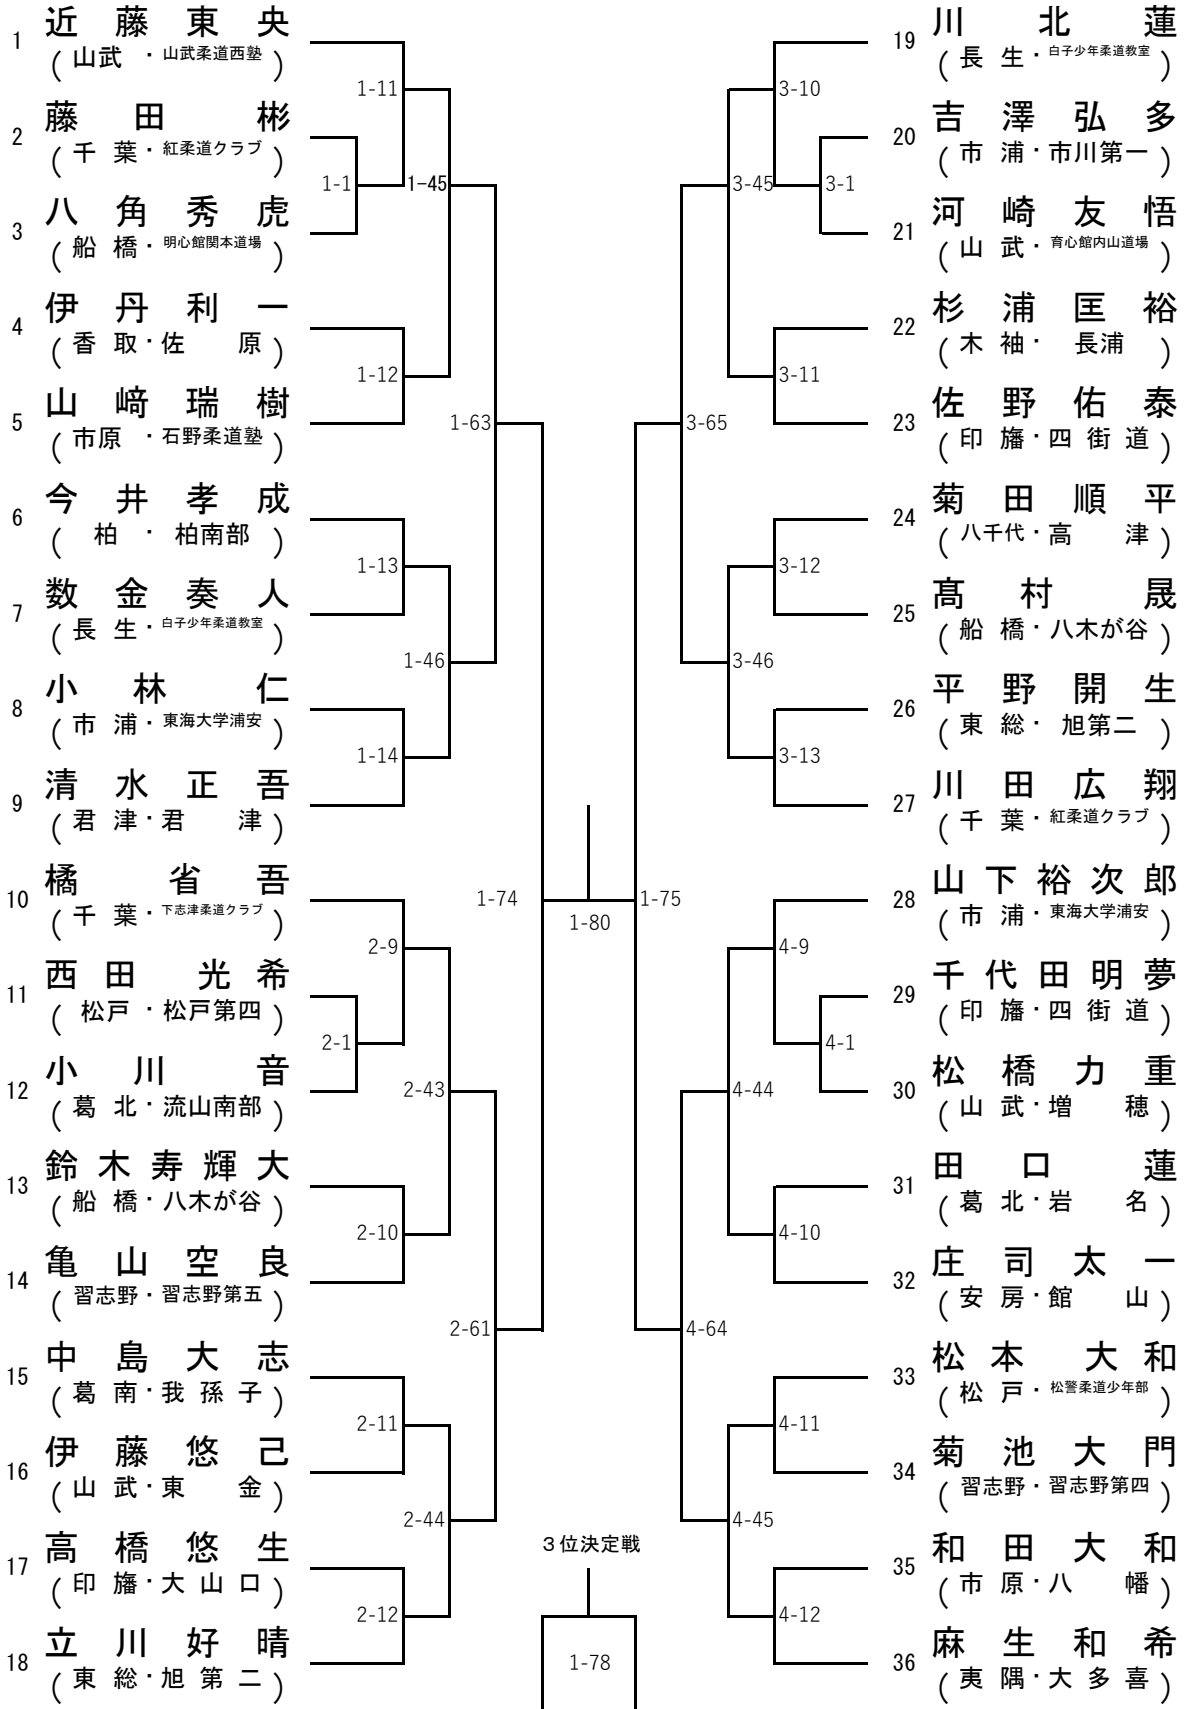 1 近藤東央
(山武・山武柔道西塾)
2 藤田彬
(千葉・紅柔道クラブ)
3 八角秀虎
(船橋・明心館関本道場)
4 伊丹利一
(香取・佐原)
5 山﨑瑞樹
(市原・石野柔道塾)
6 今井孝成
(柏・柏南部)
7 数金奏人
(長生・白子少年柔道教室)
8 小林仁
(市浦・東海大学浦安)
9 清水正吾
(君津・君津)
10 橘省吾
(千葉・下志津柔道クラブ)
11 西田光希
(松戸・松戸第四)
12 小川音
(葛北・流山南部)
13 鈴木寿輝大
(船橋・八木が谷)
14 亀山空良
(習志野・習志野第五)
15 中島大志
(葛南・我孫子)
16 伊藤悠己
(山武・東金)
17 高橋悠生
(印旛・大山口)
18 立川好晴
(東総・旭第二)
1-11
1-1
1-45
1-12
1-63
1-13
1-46
1-14
1-74
2-9
2-1
2-43
2-10
2-61
2-11
2-44
2-12
1-80
3位決定戦
1-78
3-10
3-45
3-1
3-11
3-65
3-12
3-46
3-13
1-75
4-9
4-1
4-44
4-10
4-64
4-11
4-45
4-12
19 川北蓮
(長生・白子少年柔道教室)
20 吉澤弘多
(市浦・市川第一)
21 河崎友悟
(山武・育心館内山道場)
22 杉浦匡裕
(木袖・長浦)
23 佐野佑泰
(印旛・四街道)
24 菊田順平
(八千代・高津)
25 髙村晟
(船橋・八木が谷)
26 平野開生
(東総・旭第二)
27 川田広翔
(千葉・紅柔道クラブ)
28 山下裕次郎
(市浦・東海大学浦安)
29 千代田明夢
(印旛・四街道)
30 松橋力重
(山武・増穂)
31 田口蓮
(葛北・岩名)
32 庄司太一
(安房・館山)
33 松本大和
(松戸・松警柔道少年部)
34 菊池大門
(習志野・習志野第四)
35 和田大和
(市原・八幡)
36 麻生和希
(夷隅・大多喜)